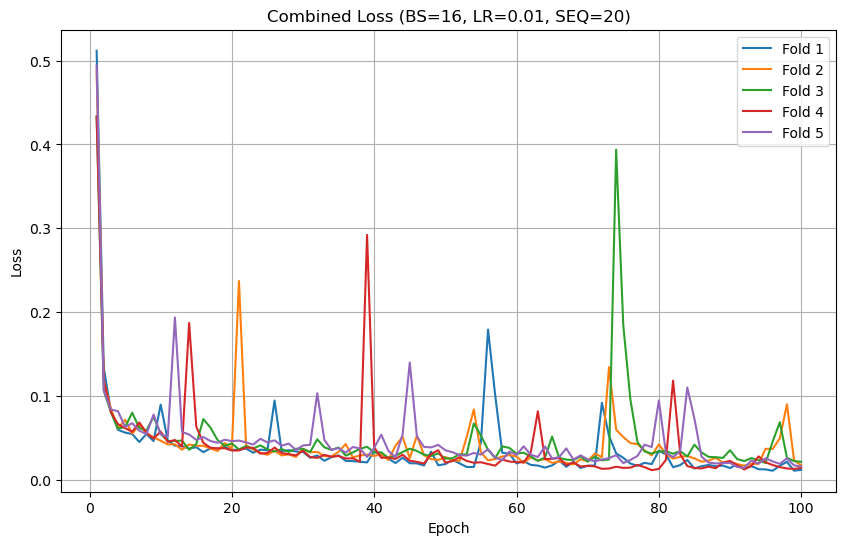 Combined Loss (BS=16, LR=0.01, SEQ=20)
Fold 1
Fold 2
Fold 3
Fold 4
Fold 5
Loss
0.5
0.4
0.3
0.2
0.1
0.0
0 20 40 60 80 100
Epoch